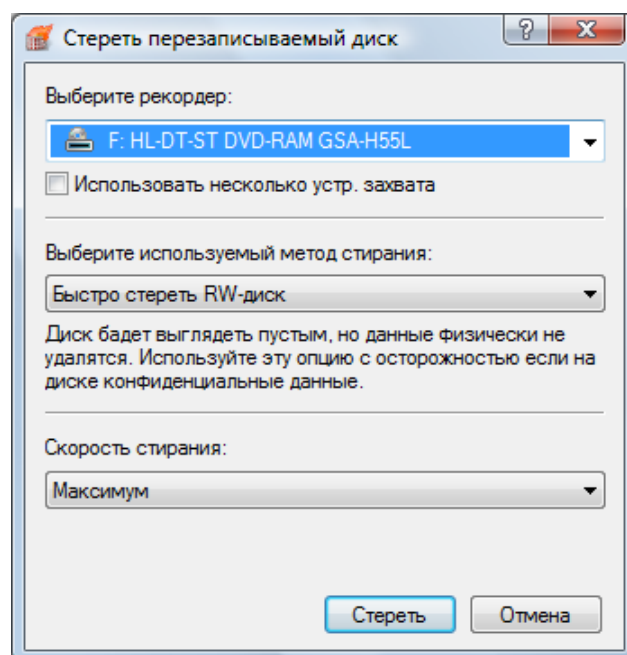 Стереть перезаписываемый диск
Выберите рекордер:
F: HL-DT-ST DVD-RAM GSA-H55L
Использовать несколько устр. захвата
Выберите используемый метод стирания:
Быстро стереть RW-диск
Диск бадет выглядеть пустым, но данные физически не
удалятся. Используйте эту опцию с осторожностью если на
диске конфиденциальные данные.
Скорость стирания:
Максимум
Стереть
Отмена